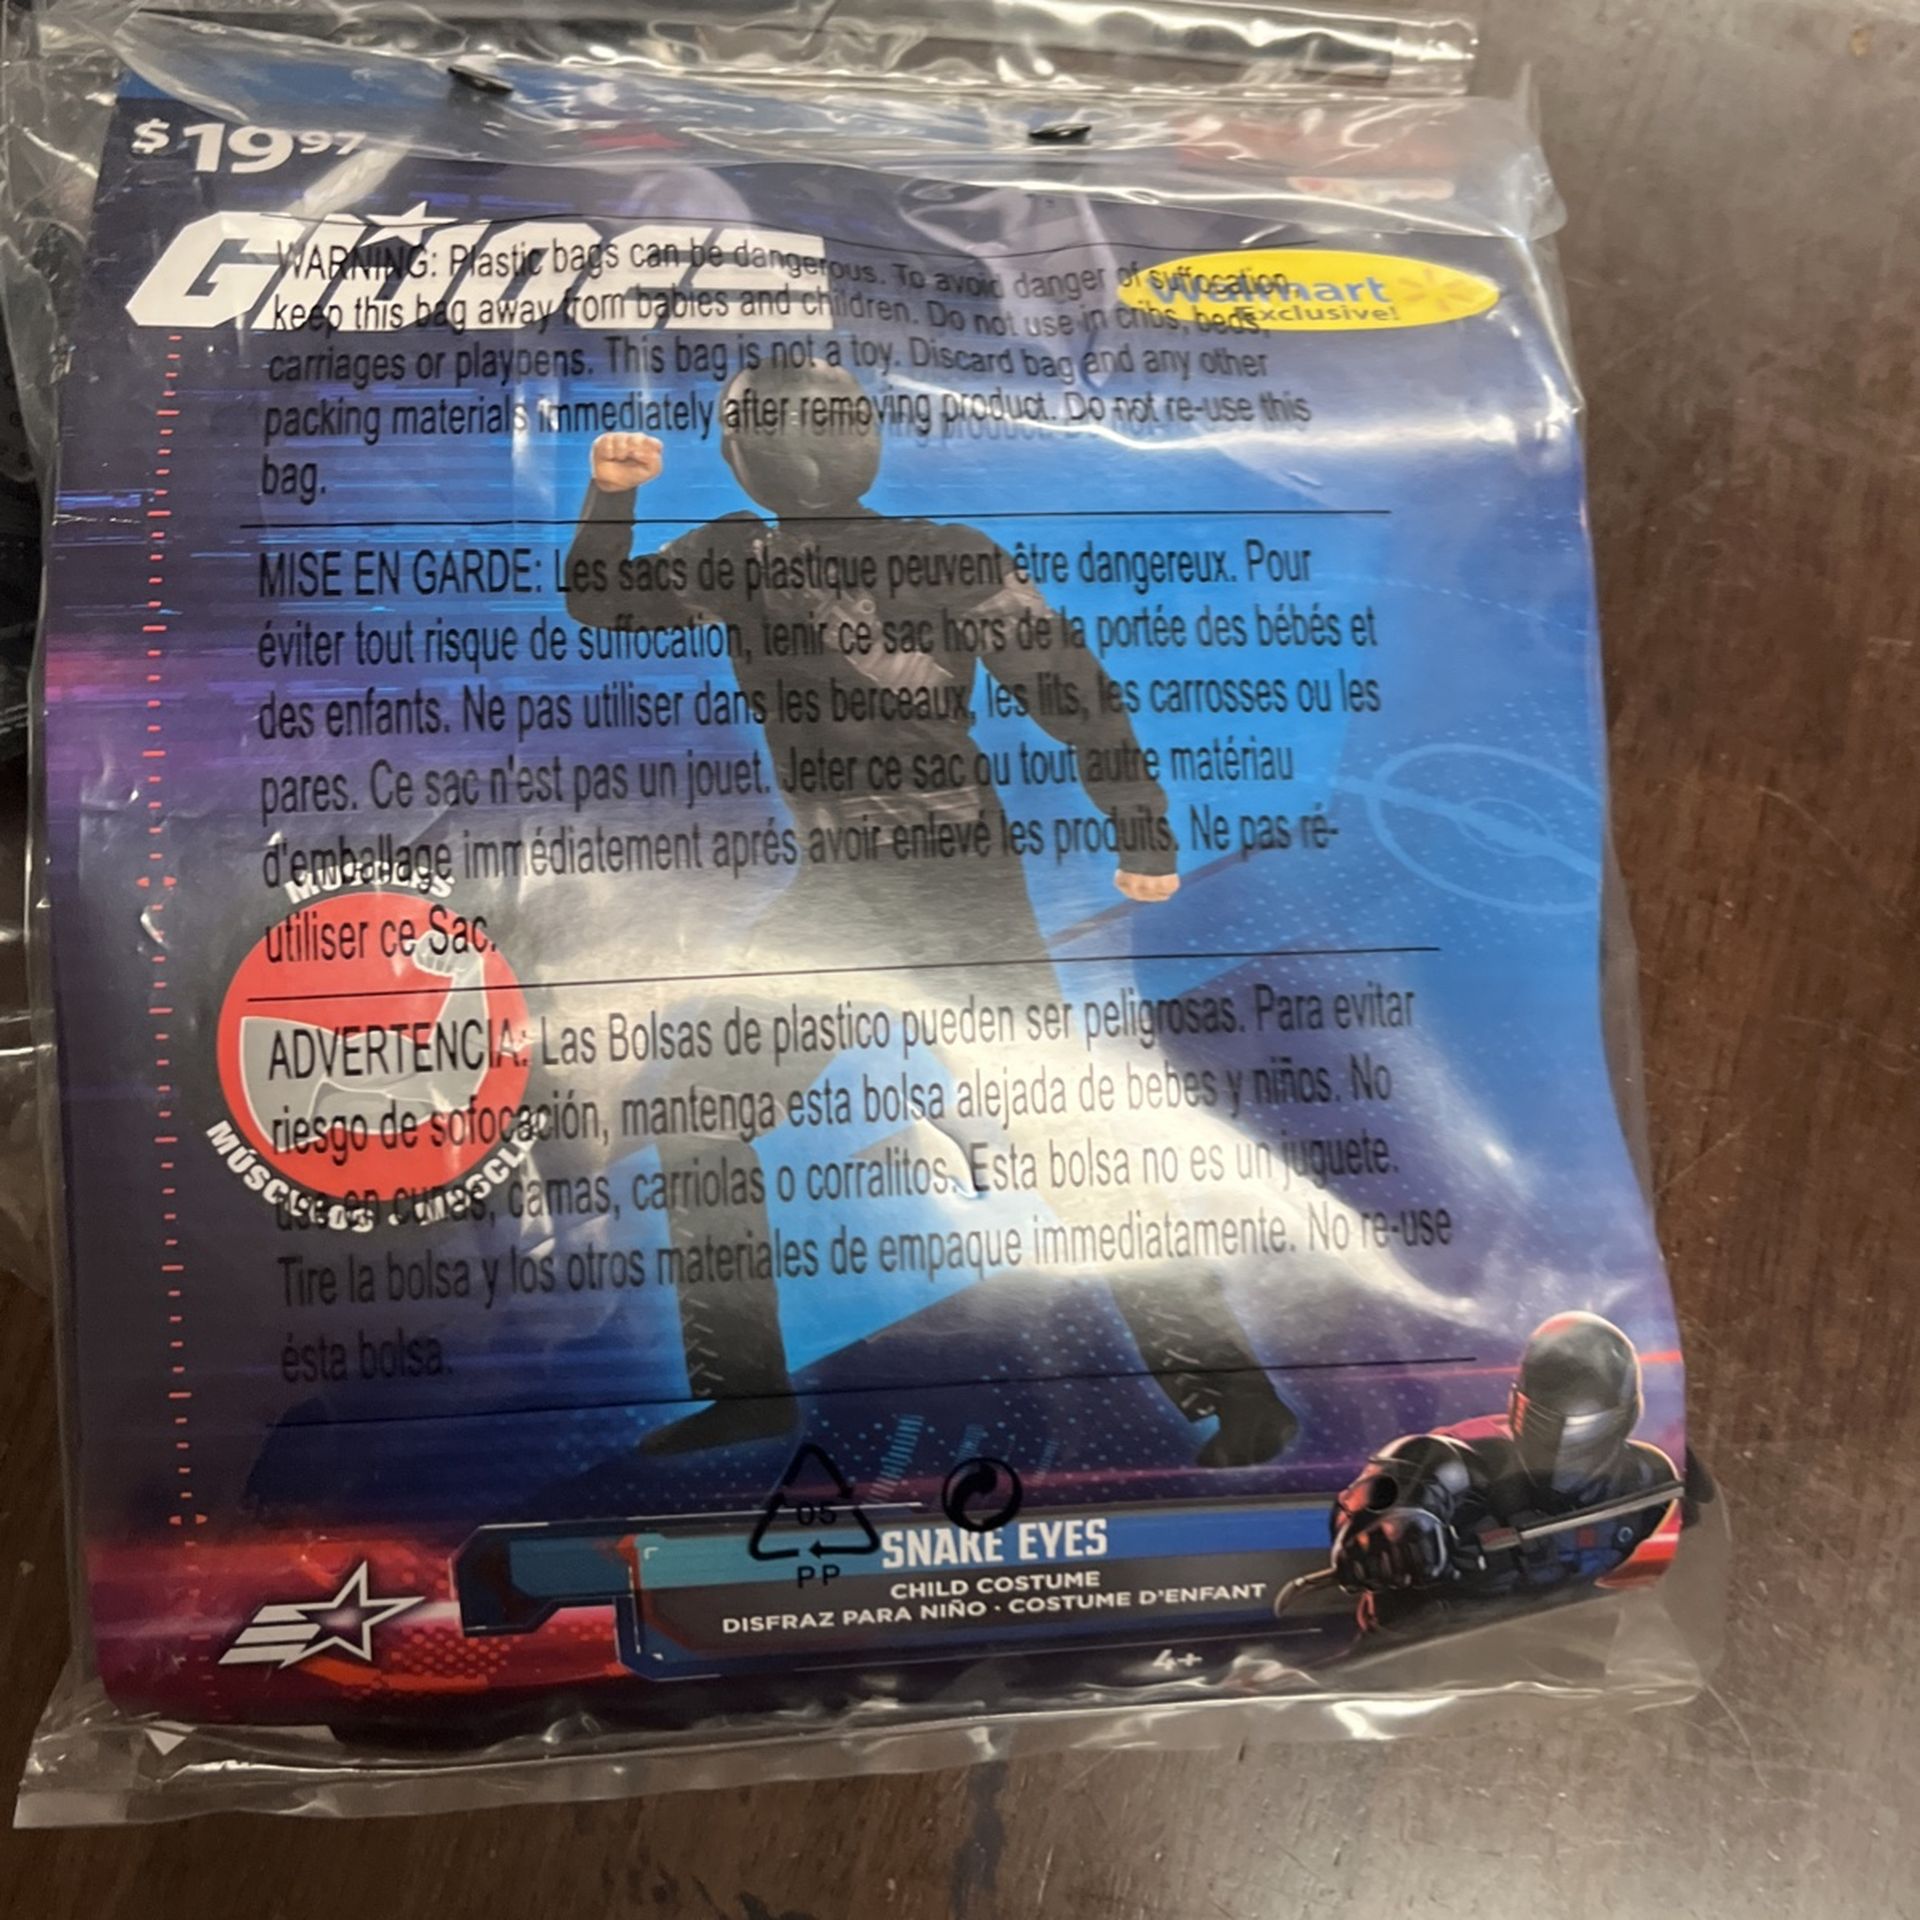 $19.97
G.I. JOE
Walmart
Exclusive!
WARNING: Plastic bags can be dangerous. To avoid danger of suffocation,
keep this bag away from babies and children. Do not use in cribs, beds,
carriages or playpens. This bag is not a toy. Discard bag and any other
packing materials immediately after removing product. Do not re-use this
bag.
MISE EN GARDE: Les sacs de plastique peuvent être dangereux. Pour
éviter tout risque de suffocation, tenir ce sac hors de la portée des bébés et
des enfants. Ne pas utiliser dans les berceaux, les lits, les carrosses ou les
pares. Ce sac n'est pas un jouet. Jeter ce sac ou tout autre matériau
d'emballage immédiatement aprés avoir enlevé les produits. Ne pas ré-
utiliser ce Sac.
ADVERTENCIA: Las Bolsas de plastico pueden ser peligrosas. Para evitar
riesgo de sofocación, mantenga esta bolsa alejada de bebes y niños. No
use en cunas, camas, carriolas o corralitos. Esta bolsa no es un juguete.
Tire la bolsa y los otros materiales de empaque immediatamente. No re-use
ésta bolsa.
05
PP
SNAKE EYES
CHILD COSTUME
DISFRAZ PARA NIÑO · COSTUME D'ENFANT
4+